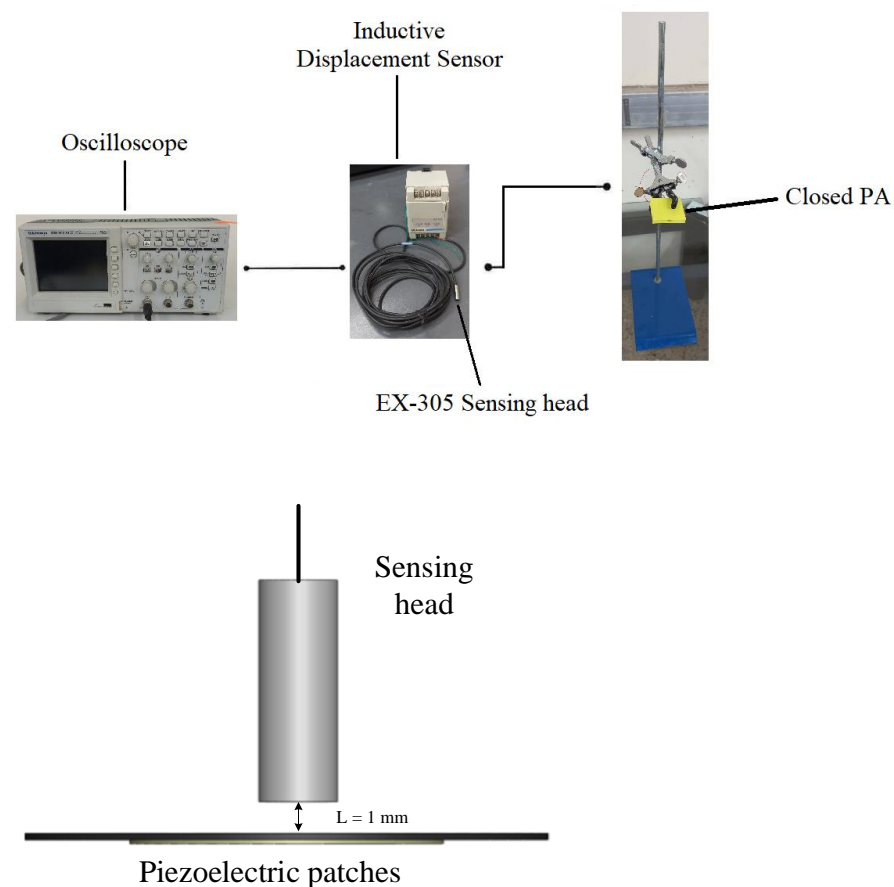 Inductive
Displacement Sensor
Oscilloscope
Closed PA
EX-305 Sensing head
Sensing
head
L = 1 mm
Piezoelectric patches